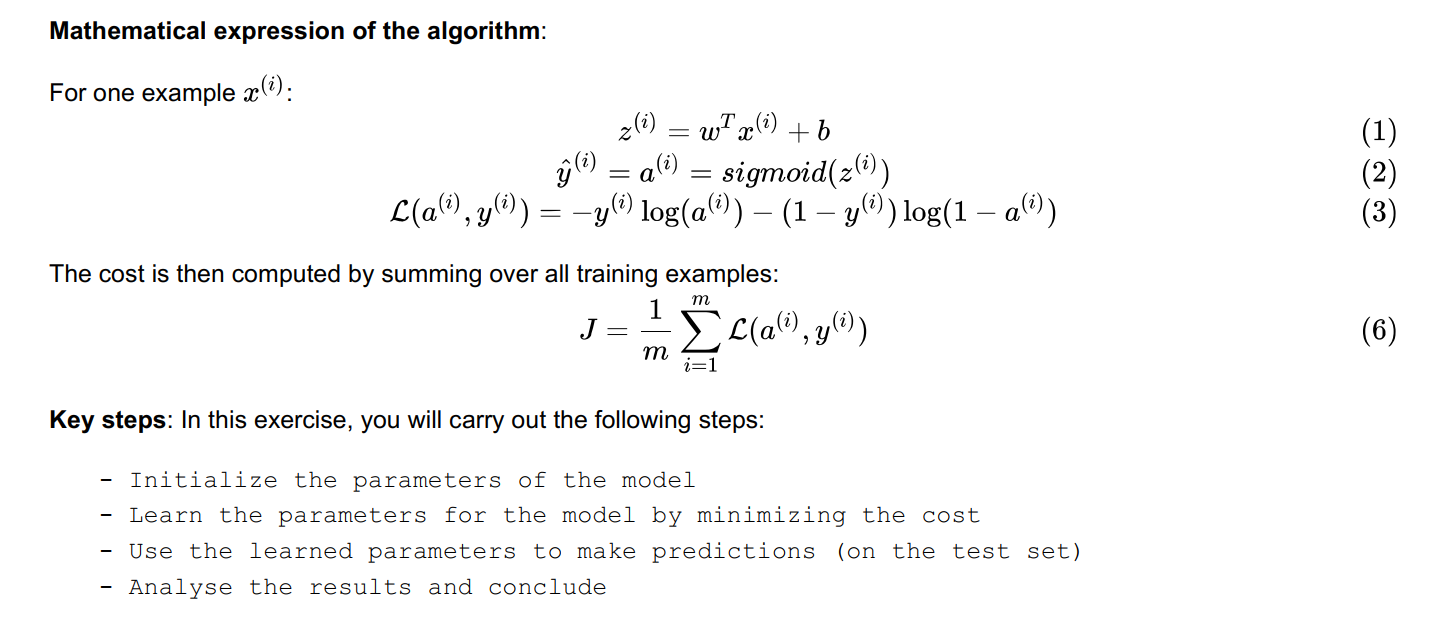 Mathematical expression of the algorithm:
For one example $x^{(i)}$:
$z^{(i)} = w^T x^{(i)} + b$ (1)
$\hat{y}^{(i)} = a^{(i)} = sigmoid(z^{(i)})$ (2)
$\mathcal{L}(a^{(i)}, y^{(i)}) = -y^{(i)} \log(a^{(i)}) - (1 - y^{(i)}) \log(1 - a^{(i)})$ (3)
The cost is then computed by summing over all training examples:
$J = \frac{1}{m} \sum_{i=1}^{m} \mathcal{L}(a^{(i)}, y^{(i)})$ (6)
Key steps: In this exercise, you will carry out the following steps:
- Initialize the parameters of the model
- Learn the parameters for the model by minimizing the cost
- Use the learned parameters to make predictions (on the test set)
- Analyse the results and conclude